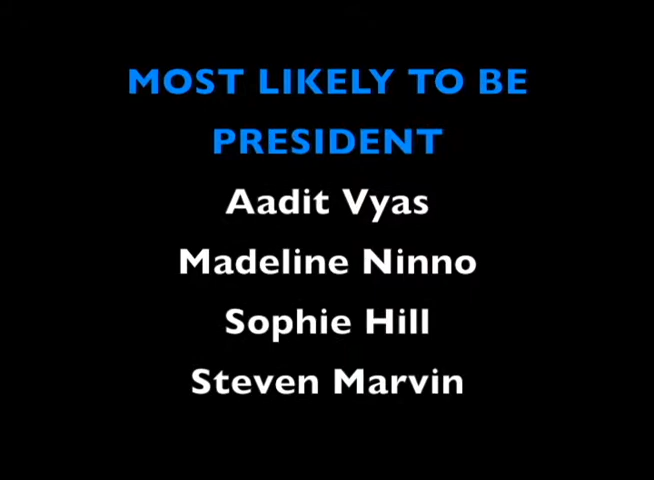 MOST LIKELY TO BE
PRESIDENT
Aadit Vyas
Madeline Ninno
Sophie Hill
Steven Marvin